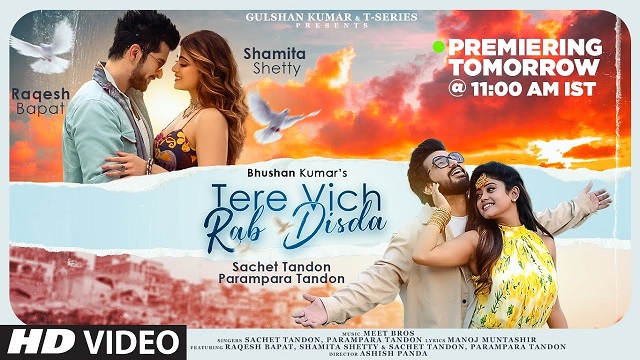 GULSHAN KUMAR & T-SERIES
PRESENTS
Raqesh
Bapat
Shamita
Shetty
PREMIERING
TOMORROW
@ 11:00 AM IST
Bhushan Kumar's
Tere Vich
Rab Disda
Sachet Tandon
Parampara Tandon
MUSIC MEET BROS
SINGERS SACHET TANDON, PARAMPARA TANDON LYRICS MANOJ MUNTASHIR
FEATURING RAQESH BAPAT, SHAMITA SHETTY & SACHET TANDON, PARAMPARA TANDON
DIRECTOR ASHISH PANDA
HD VIDEO